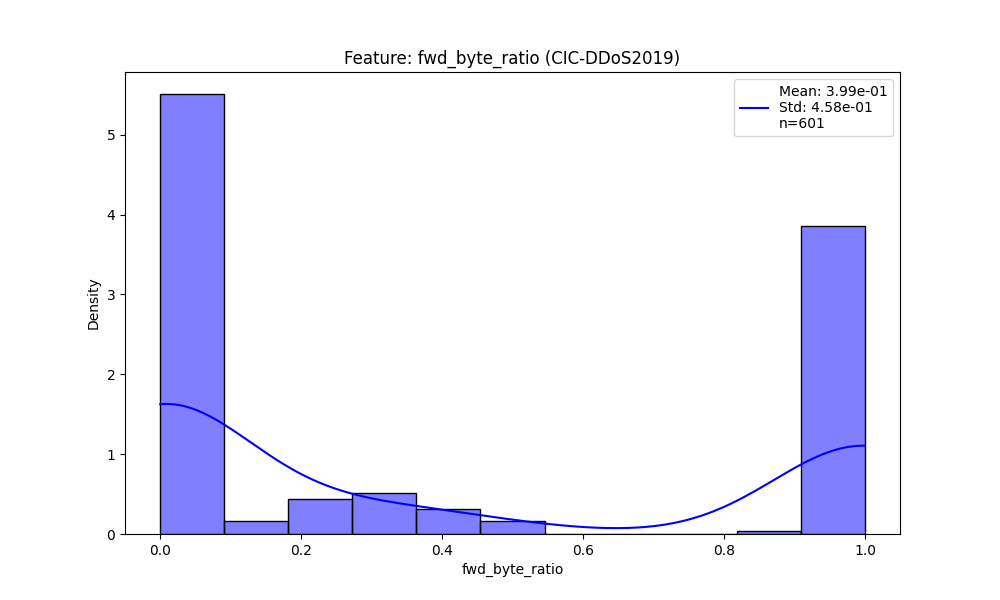 Feature: fwd_byte_ratio (CIC-DDoS2019)
Mean: 3.99e-01
Std: 4.58e-01
n=601
Density
5
4
3
2
1
0
0.0 0.2 0.4 0.6 0.8 1.0
fwd_byte_ratio